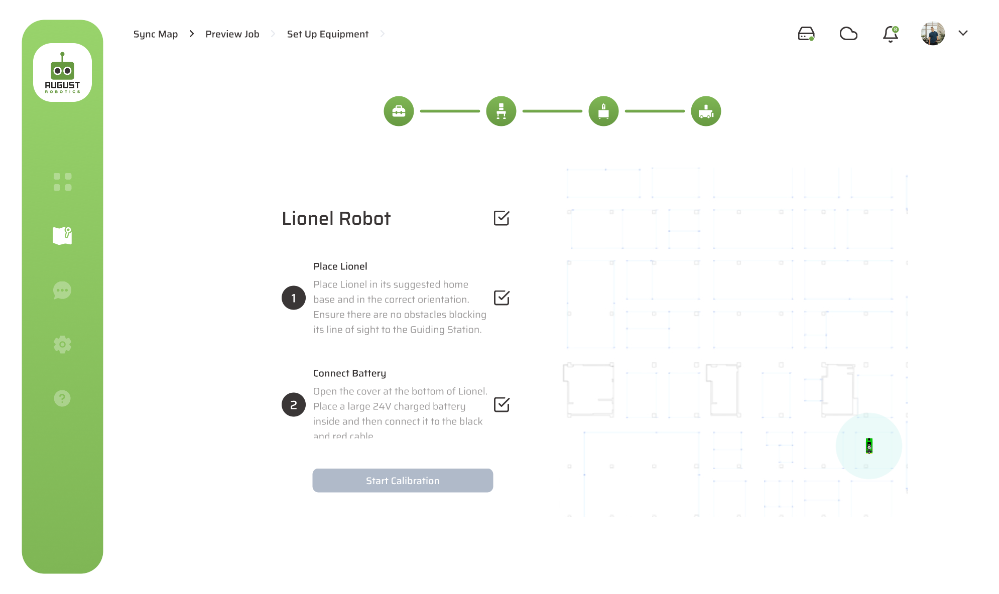 Sync Map
Preview Job
Set Up Equipment
8
AUGUST
ROBOTICS
Lionel Robot
Place Lionel
1
Place Lionel in its suggested home
base and in the correct orientation.
Ensure there are no obstacles blocking
its line of sight to the Guiding Station.
Connect Battery
2
Open the cover at the bottom of Lionel.
Place a large 24V charged battery
inside and then connect it to the black
and red cable
Start Calibration
?